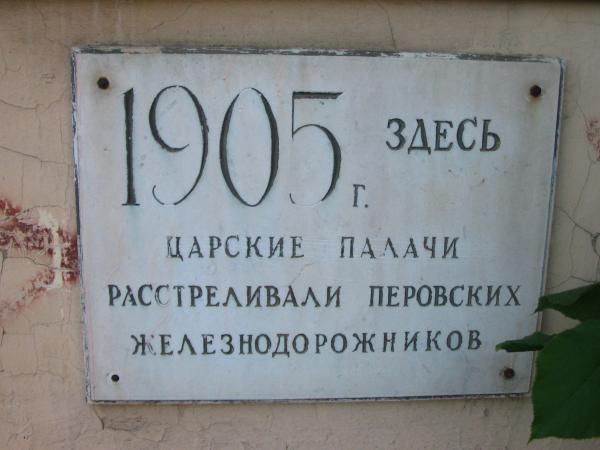 1905 г. ЗДЕСЬ
ЦАРСКИЕ ПАЛАЧИ
РАССТРЕЛИВАЛИ ПЕРОВСКИХ
ЖЕЛЕЗНОДОРОЖНИКОВ